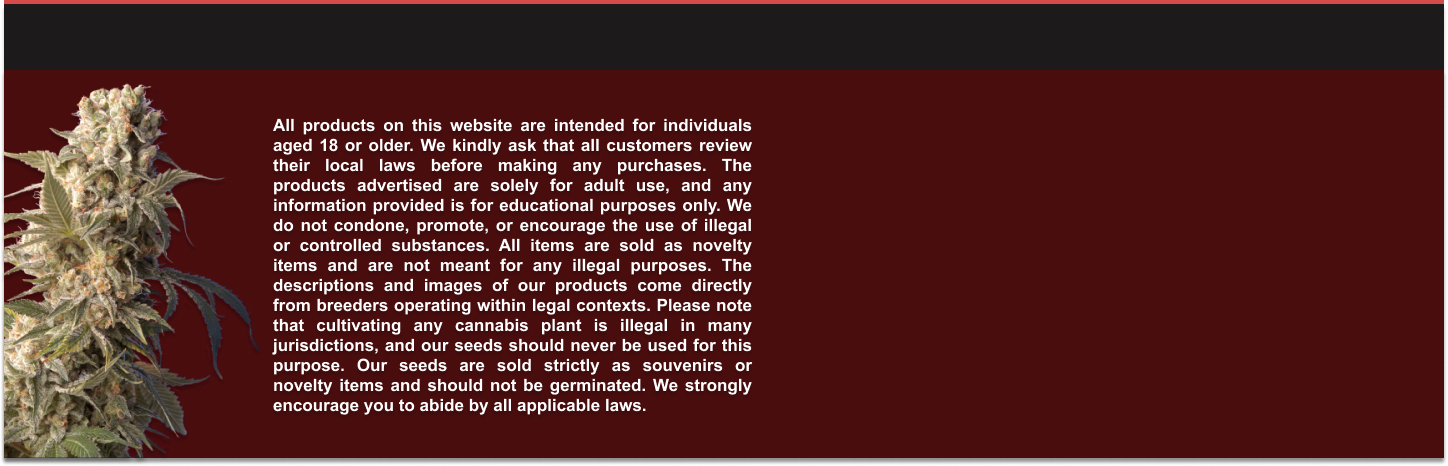 All products on this website are intended for individuals
aged 18 or older. We kindly ask that all customers review
their local laws before making any purchases. The
products advertised are solely for adult use, and any
information provided is for educational purposes only. We
do not condone, promote, or encourage the use of illegal
or controlled substances. All items are sold as novelty
items and are not meant for any illegal purposes. The
descriptions and images of our products come directly
from breeders operating within legal contexts. Please note
that cultivating any cannabis plant is illegal in many
jurisdictions, and our seeds should never be used for this
purpose. Our seeds are sold strictly as souvenirs or
novelty items and should not be germinated. We strongly
encourage you to abide by all applicable laws.